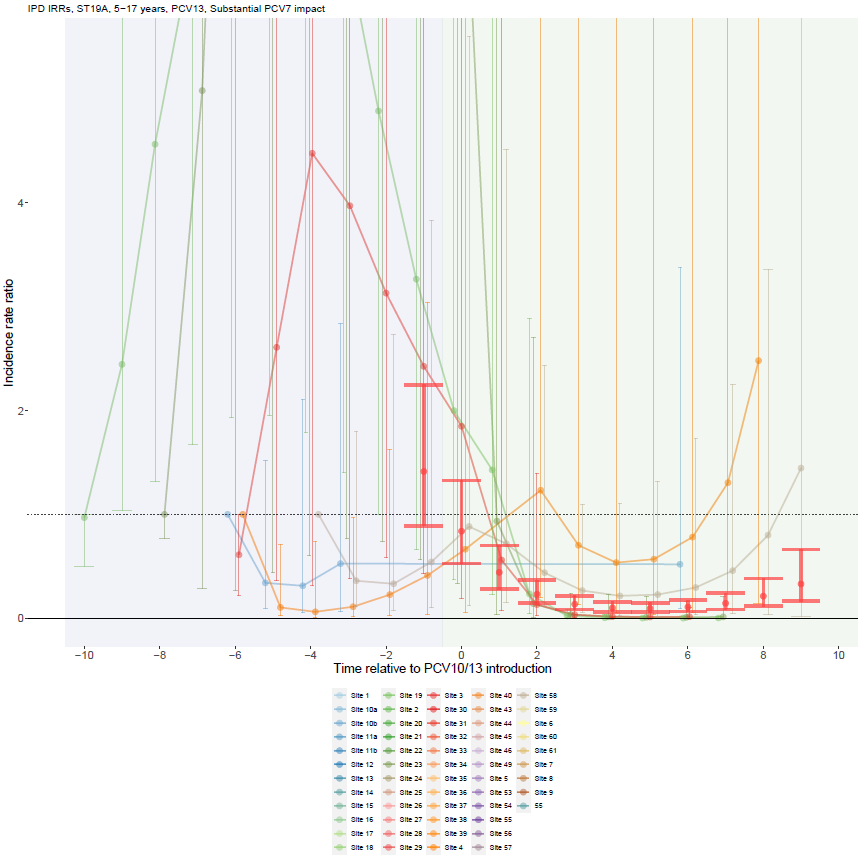 IPD IRRs, ST19A, 5−17 years, PCV13, Substantial PCV7 impact
Incidence rate ratio
4
2
0
−10 −8 −6 −4 −2 0 2 4 6 8 10
Time relative to PCV10/13 introduction
Site 1 Site 19 Site 3 Site 40 Site 58
Site 10a Site 2 Site 30 Site 43 Site 59
Site 10b Site 20 Site 31 Site 44 Site 6
Site 11a Site 21 Site 32 Site 45 Site 60
Site 11b Site 22 Site 33 Site 46 Site 61
Site 12 Site 23 Site 34 Site 49 Site 7
Site 13 Site 24 Site 35 Site 5 Site 8
Site 14 Site 25 Site 36 Site 53 Site 9
Site 15 Site 26 Site 37 Site 54 55
Site 16 Site 27 Site 38 Site 55
Site 17 Site 28 Site 39 Site 56
Site 18 Site 29 Site 4 Site 57